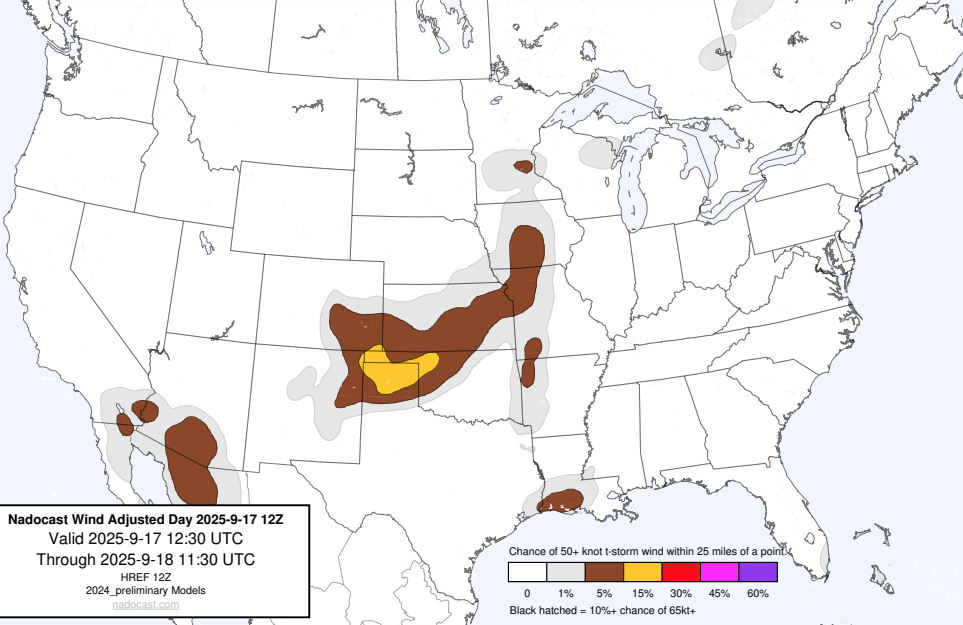 Nadocast Wind Adjusted Day 2025-9-17 12Z
Valid 2025-9-17 12:30 UTC
Through 2025-9-18 11:30 UTC
HREF 12Z
2024_preliminary Models
nadocast.com
Chance of 50+ knot t-storm wind within 25 miles of a point.
0 1% 5% 15% 30% 45% 60%
Black hatched = 10%+ chance of 65kt+